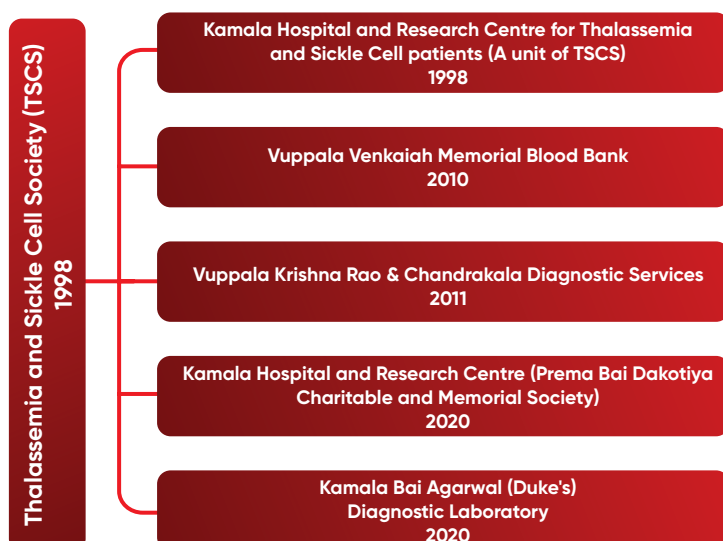 Thalassemia and Sickle Cell Society (TSCS)
1998
Kamala Hospital and Research Centre for Thalassemia
and Sickle Cell patients (A unit of TSCS)
1998
Vuppala Venkaiah Memorial Blood Bank
2010
Vuppala Krishna Rao & Chandrakala Diagnostic Services
2011
Kamala Hospital and Research Centre (Prema Bai Dakotiya
Charitable and Memorial Society)
2020
Kamala Bai Agarwal (Duke's)
Diagnostic Laboratory
2020